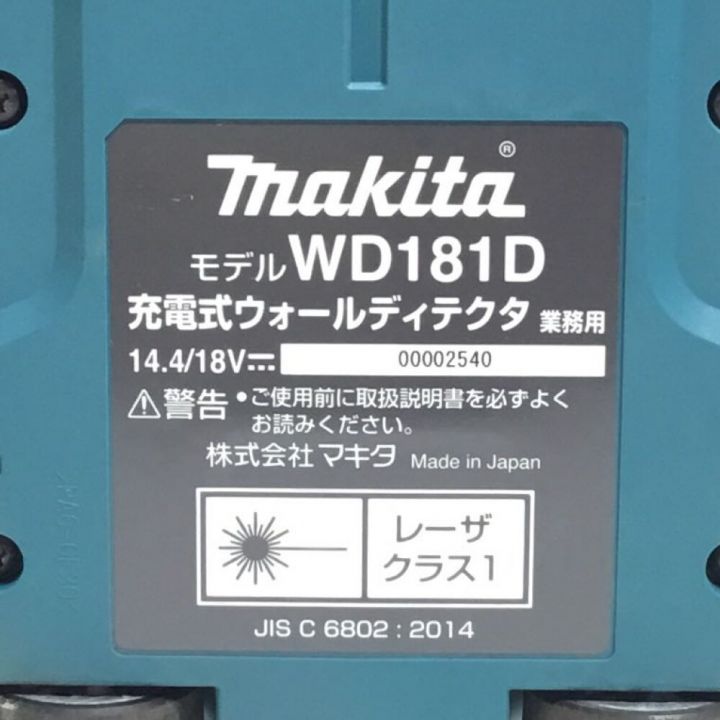 makita®
モデル WD181D
充電式ウォールディテクタ 業務用
14.4/18V⎓ 00002540
⚠警告 •ご使用前に取扱説明書を必ずよく
お読みください。
株式会社 マキタ Made in Japan
レーザ
クラス1
JIS C 6802 : 2014